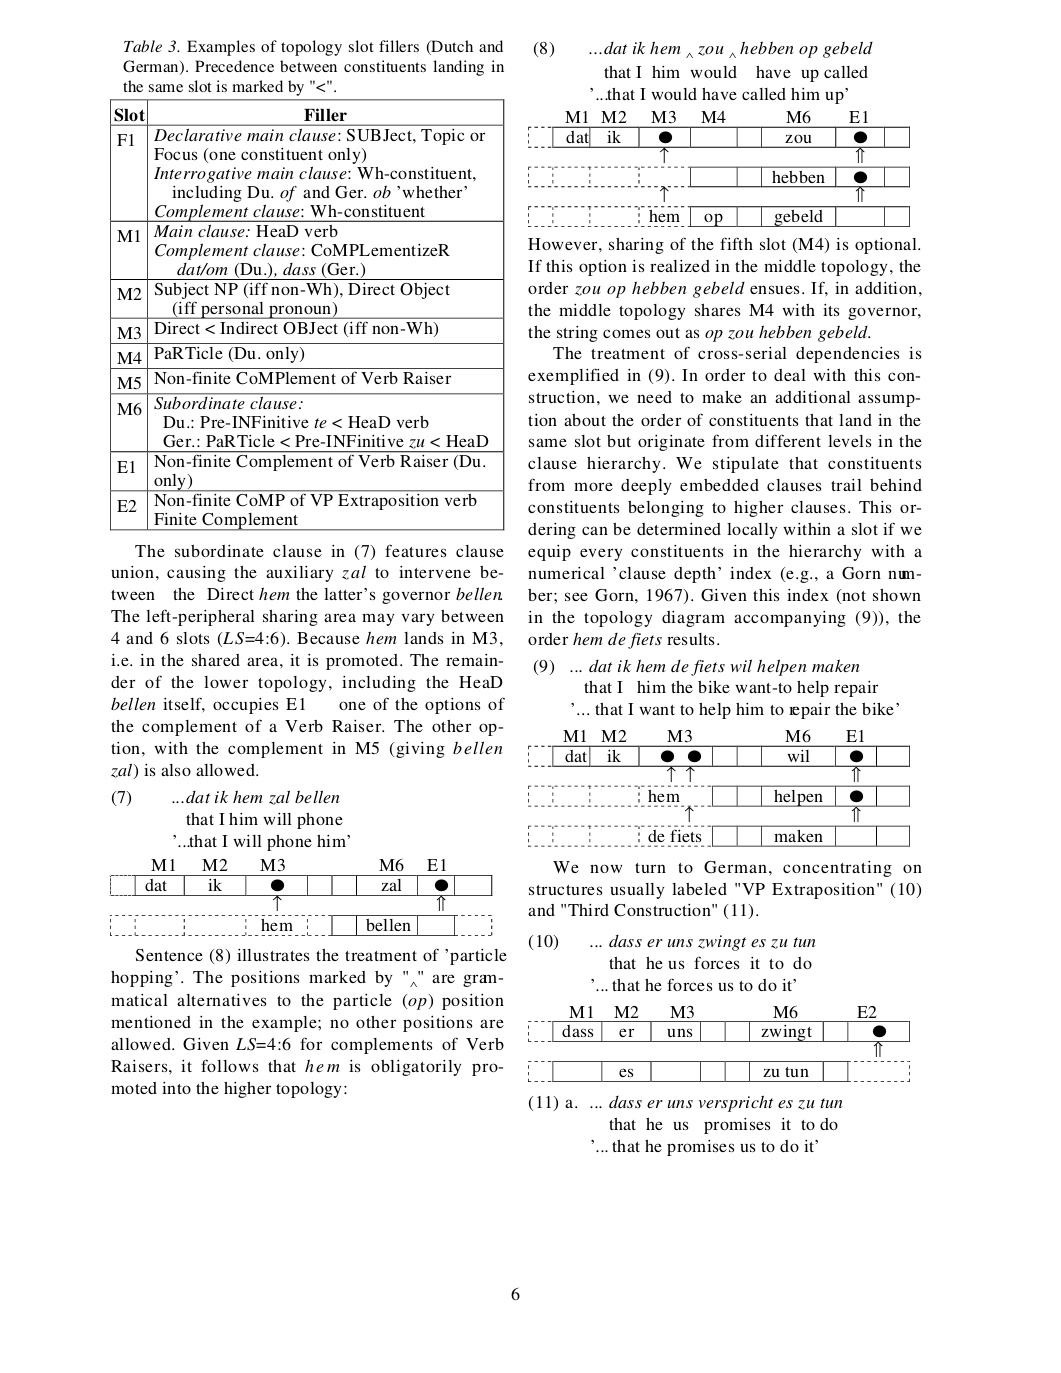 Table 3. Examples of topology slot fillers (Dutch and
German). Precedence between constituents landing in
the same slot is marked by "<".
Slot Filler
F1 Declarative main clause: SUBJect, Topic or
Focus (one constituent only)
Interrogative main clause: Wh-constituent,
including Du. of and Ger. ob ’whether’
Complement clause: Wh-constituent
M1 Main clause: HeaD verb
Complement clause: CoMPLementizeR
dat/om (Du.), dass (Ger.)
M2 Subject NP (iff non-Wh), Direct Object
(iff personal pronoun)
M3 Direct < Indirect OBJect (iff non-Wh)
M4 PaRTicle (Du. only)
M5 Non-finite CoMPlement of Verb Raiser
M6 Subordinate clause:
Du.: Pre-INFinitive te < HeaD verb
Ger.: PaRTicle < Pre-INFinitive zu < HeaD
E1 Non-finite Complement of Verb Raiser (Du.
only)
E2 Non-finite CoMP of VP Extraposition verb
Finite Complement
The subordinate clause in (7) features clause
union, causing the auxiliary zal to intervene be-
tween the Direct hem the latter’s governor bellen.
The left-peripheral sharing area may vary between
4 and 6 slots (LS=4:6). Because hem lands in M3,
i.e. in the shared area, it is promoted. The remain-
der of the lower topology, including the HeaD
bellen itself, occupies E1 one of the options of
the complement of a Verb Raiser. The other op-
tion, with the complement in M5 (giving bellen
zal) is also allowed.
(7) ...dat ik hem zal bellen
that I him will phone
’...that I will phone him’
M1 M2 M3 M6 E1
dat ik ● zal ●
↑ ⇑
hem bellen
Sentence (8) illustrates the treatment of ’particle
hopping’. The positions marked by "^" are gram-
matical alternatives to the particle (op) position
mentioned in the example; no other positions are
allowed. Given LS=4:6 for complements of Verb
Raisers, it follows that hem is obligatorily pro-
moted into the higher topology:
(8) ...dat ik hem ^ zou ^ hebben op gebeld
that I him would have up called
’...that I would have called him up’
M1 M2 M3 M4 M6 E1
dat ik ● zou ●
↑ ⇑
hebben ●
↑ ⇑
hem op gebeld
However, sharing of the fifth slot (M4) is optional.
If this option is realized in the middle topology, the
order zou op hebben gebeld ensues. If, in addition,
the middle topology shares M4 with its governor,
the string comes out as op zou hebben gebeld.
The treatment of cross-serial dependencies is
exemplified in (9). In order to deal with this con-
struction, we need to make an additional assump-
tion about the order of constituents that land in the
same slot but originate from different levels in the
clause hierarchy. We stipulate that constituents
from more deeply embedded clauses trail behind
constituents belonging to higher clauses. This or-
dering can be determined locally within a slot if we
equip every constituents in the hierarchy with a
numerical ’clause depth’ index (e.g., a Gorn num-
ber; see Gorn, 1967). Given this index (not shown
in the topology diagram accompanying (9)), the
order hem de fiets results.
(9) ... dat ik hem de fiets wil helpen maken
that I him the bike want-to help repair
’... that I want to help him to repair the bike’
M1 M2 M3 M6 E1
dat ik ● ● wil ●
↑ ↑ ⇑
hem helpen ●
↑ ⇑
de fiets maken
We now turn to German, concentrating on
structures usually labeled "VP Extraposition" (10)
and "Third Construction" (11).
(10) ... dass er uns zwingt es zu tun
that he us forces it to do
’... that he forces us to do it’
M1 M2 M3 M6 E2
dass er uns zwingt ●
⇑
es zu tun
(11) a. ... dass er uns verspricht es zu tun
that he us promises it to do
’... that he promises us to do it’
6